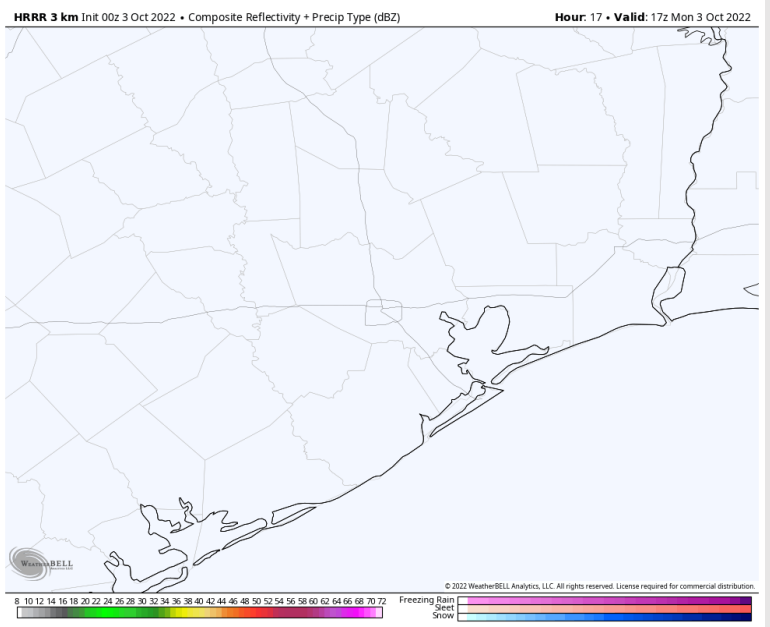 HRRR 3 km Init 00z 3 Oct 2022 • Composite Reflectivity + Precip Type (dBZ)
Hour: 17 • Valid: 17z Mon 3 Oct 2022
WEATHERBELL
© 2022 WeatherBELL Analytics, LLC. All rights reserved. License required for commercial distribution.
8 10 12 14 16 18 20 22 24 26 28 30 32 34 36 38 40 42 44 46 48 50 52 54 56 58 60 62 64 66 68 70 72
Freezing Rain
Sleet
Snow